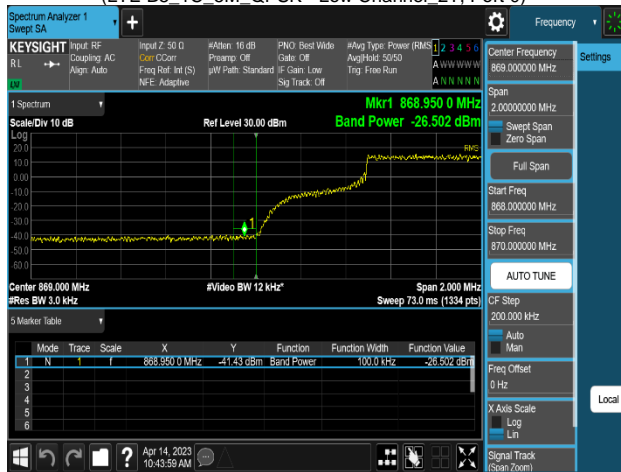 Spectrum Analyzer 1
Swept SA
Frequency
KEYSIGHT
RL
Input: RF
Coupling: AC
Align: Auto
Input Z: 50 Ω
Corr CCorr
Freq Ref: Int (S)
NFE: Adaptive
#Atten: 16 dB
Preamp: Off
µW Path: Standard
PNO: Best Wide
Gate: Off
IF Gain: Low
Sig Track: Off
#Avg Type: Power (RMS
Avg|Hold: 50/50
Trig: Free Run
1 2 3 4 5 6
A W W W W W
A N N N N N
1 Spectrum
Scale/Div 10 dB
Ref Level 30.00 dBm
Mkr1 868.950 0 MHz
Band Power -26.502 dBm
Log
20.0
10.0
0.00
-10.0
-20.0
-30.0
-40.0
-50.0
-60.0
RMS
1
Center 869.000 MHz
#Res BW 3.0 kHz
#Video BW 12 kHz*
Span 2.000 MHz
Sweep 73.0 ms (1334 pts)
5 Marker Table
Mode Trace Scale X Y Function Function Width Function Value
1 N 1 f 868.950 0 MHz -41.43 dBm Band Power 100.0 kHz -26.502 dBm
2
3
4
5
6
Center Frequency
869.000000 MHz
Settings
Span
2.00000000 MHz
Swept Span
Zero Span
Full Span
Start Freq
868.000000 MHz
Stop Freq
870.000000 MHz
AUTO TUNE
CF Step
200.000 kHz
Auto
Man
Freq Offset
0 Hz
X Axis Scale
Log
Lin
Local
Signal Track
(Span Zoom)
?
Apr 14, 2023
10:43:59 AM